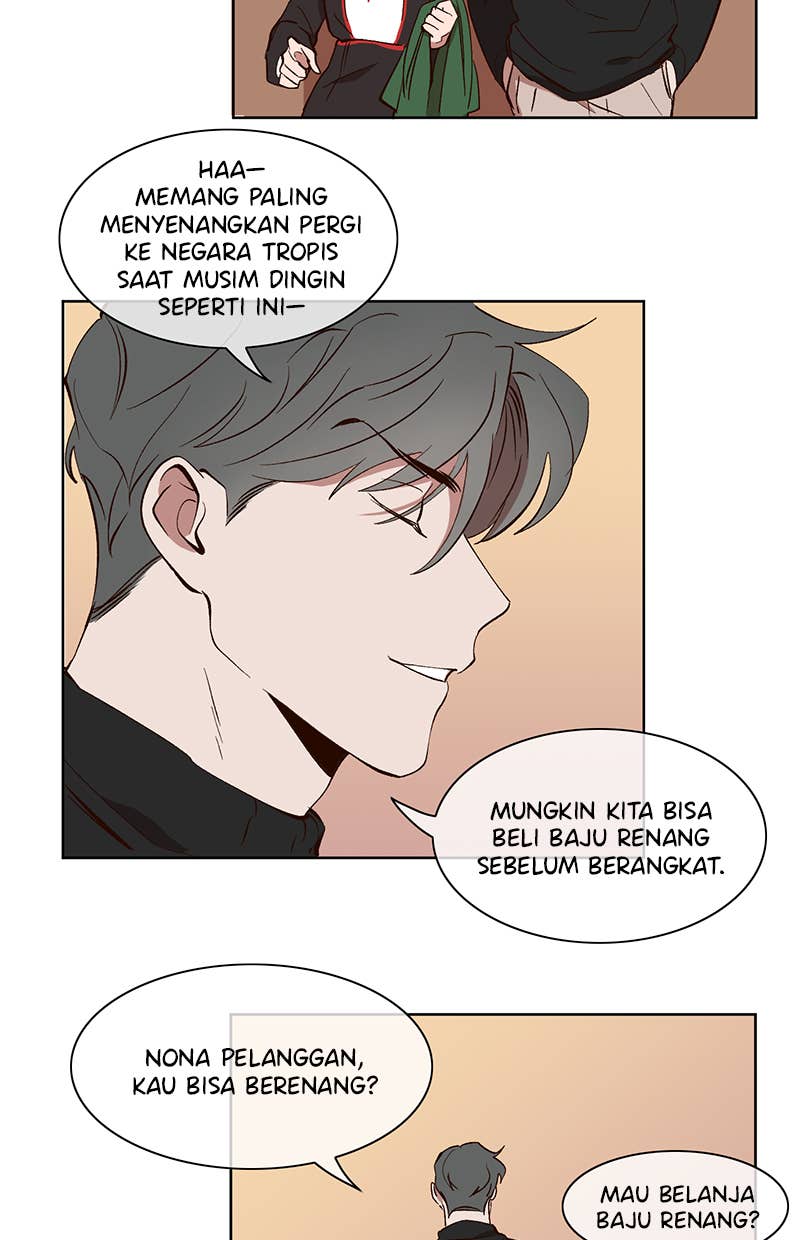 HAA—
MEMANG PALING
MENYENANGKAN PERGI
KE NEGARA TROPIS
SAAT MUSIM DINGIN
SEPERTI INI—
MUNGKIN KITA BISA
BELI BAJU RENANG
SEBELUM BERANGKAT.
NONA PELANGGAN,
KAU BISA BERENANG?
MAU BELANJA
BAJU RENANG?